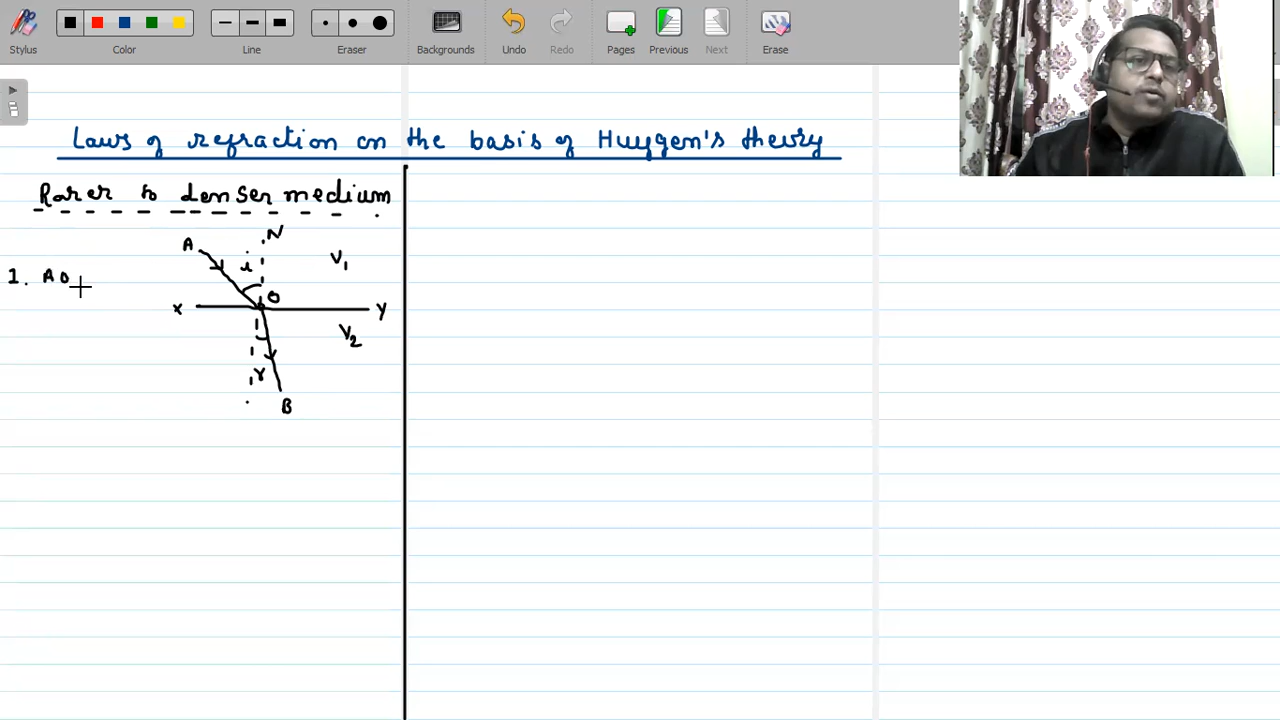 Stylus Color Line Eraser Backgrounds Undo Redo Pages Previous Next Erase
Laws of refraction on the basis of Huygen's theory
Rarer to denser medium
N
A i V1
1. A O
O
X Y
V2
r
B